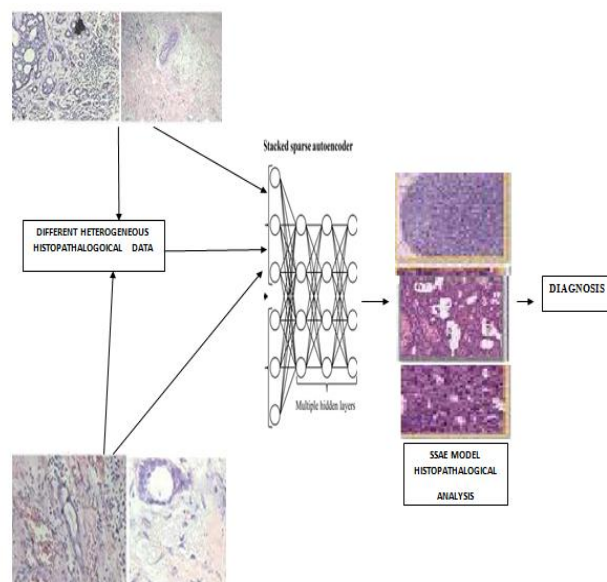 Stacked sparse autoencoder
DIFFERENT HETEROGENEOUS
HISTOPATHALOGOICAL DATA
Multiple hidden layers
DIAGNOSIS
SSAE MODEL
HISTOPATHALOGICAL
ANALYSIS